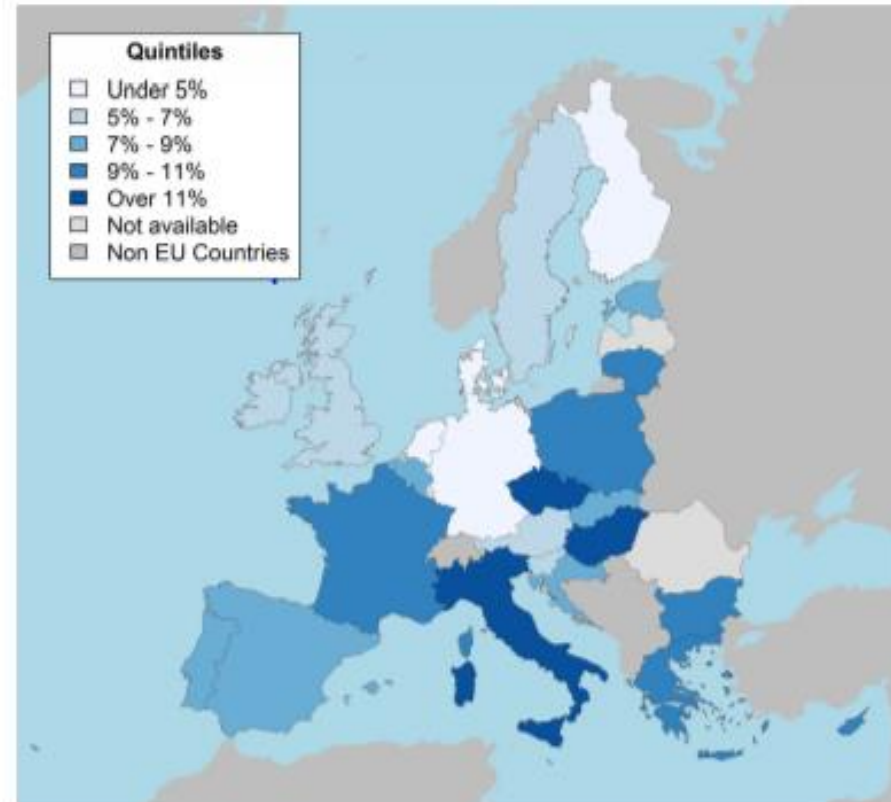 Quintiles
Under 5%
5% - 7%
7% - 9%
9% - 11%
Over 11%
Not available
Non EU Countries